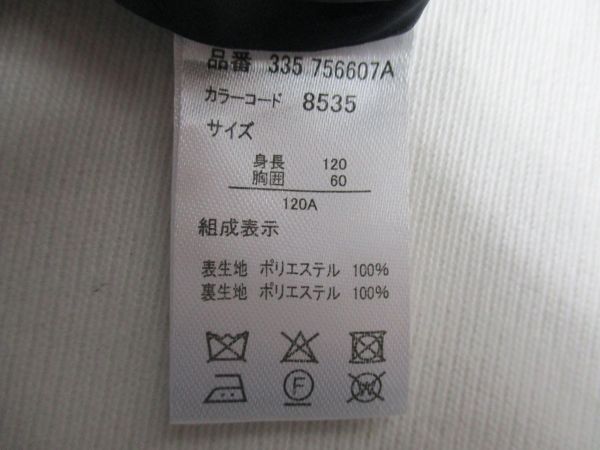 品番 335 756607A
カラーコード 8535
サイズ
身長 120
胸囲 60
120A
組成表示
表生地 ポリエステル 100%
裏生地 ポリエステル 100%
F
W